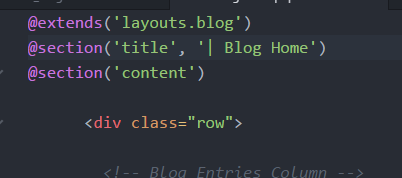 @extends('layouts.blog')
@section('title', '| Blog Home')
@section('content')
<div class="row">
<!-- Blog Entries Column -->